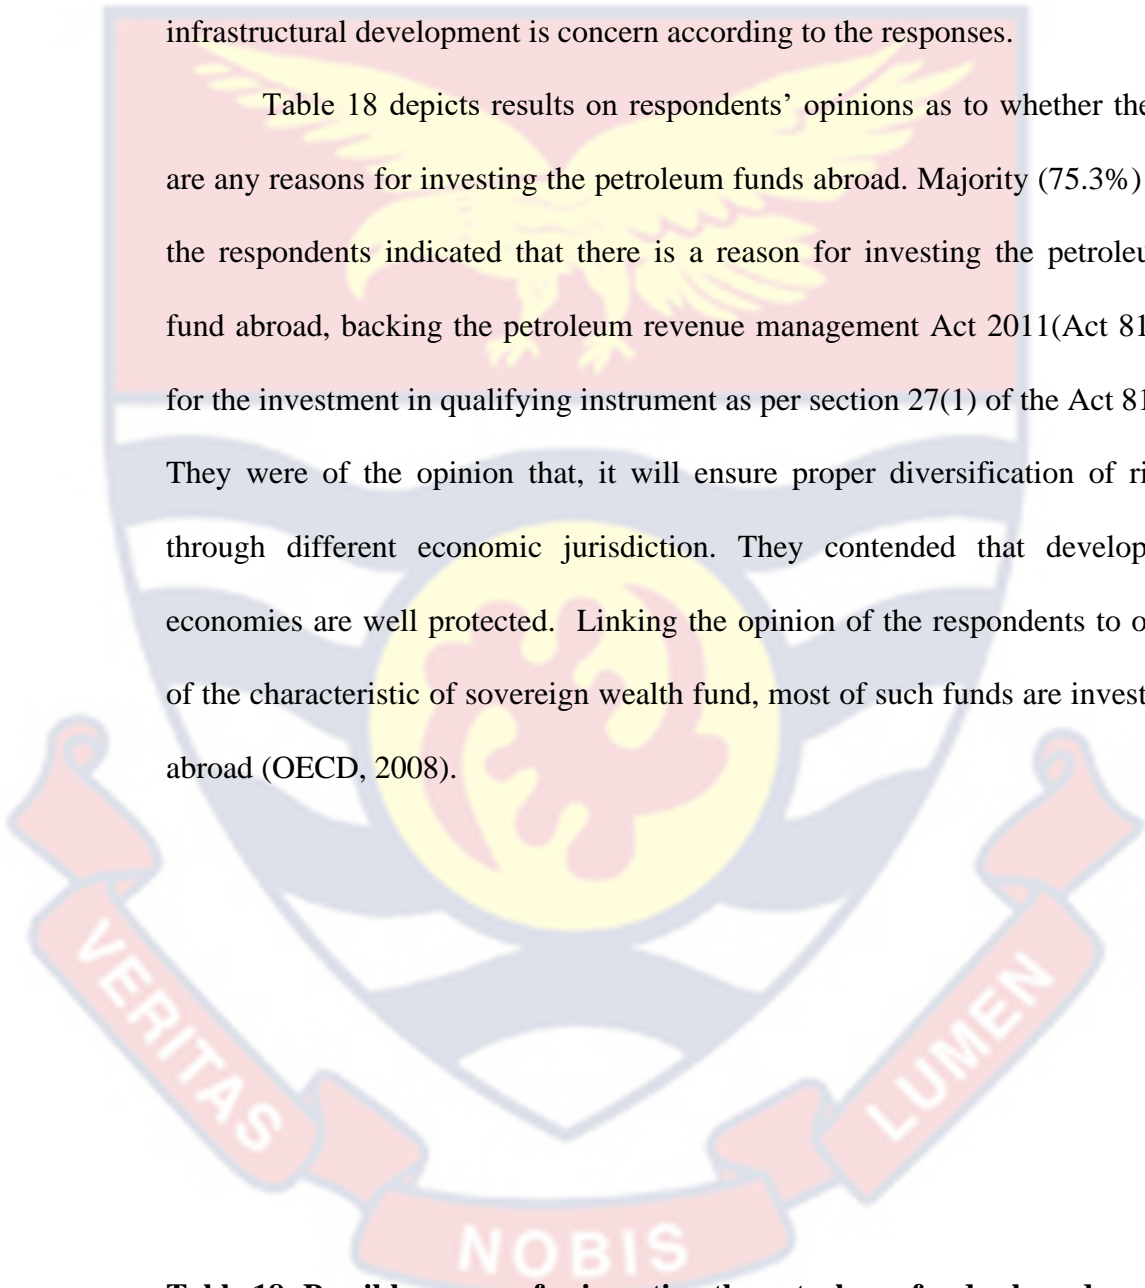 infrastructural development is concern according to the responses.
Table 18 depicts results on respondents' opinions as to whether the
are any reasons for investing the petroleum funds abroad. Majority (75.3%)
the respondents indicated that there is a reason for investing the petroleu
fund abroad, backing the petroleum revenue management Act 2011(Act 81
for the investment in qualifying instrument as per section 27(1) of the Act 81
They were of the opinion that, it will ensure proper diversification of ri
through different economic jurisdiction. They contended that develop
economies are well protected. Linking the opinion of the respondents to o
of the characteristic of sovereign wealth fund, most of such funds are invest
abroad (OECD, 2008).
VERITAS
NOBIS
LUMEN